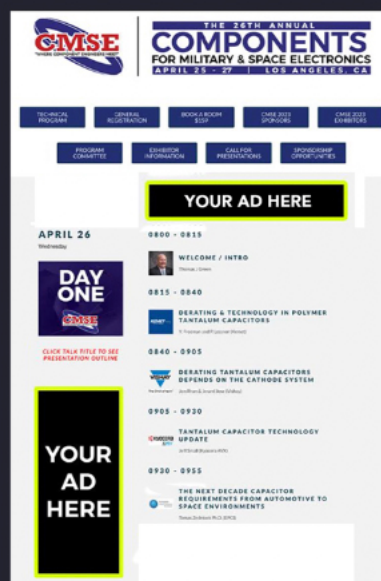 CMSE
"WHERE COMPONENT ENGINEERS MEET"
THE 26TH ANNUAL
COMPONENTS
FOR MILITARY & SPACE ELECTRONICS
APRIL 25 - 27 | LOS ANGELES, CA
TECHNICAL PROGRAM
GENERAL REGISTRATION
BOOK A ROOM
CMSE 2023 SPONSORS
CMSE 2023 EXHIBITORS
PROGRAM COMMITTEE
EXHIBITOR INFORMATION
CALL FOR PRESENTATIONS
SPONSORSHIP OPPORTUNITIES
YOUR AD HERE
APRIL 26
Wednesday
DAY
ONE
CMSE
CLICK TALK TITLE TO SEE
PRESENTATION OUTLINE
YOUR
AD
HERE
0800 - 0815
WELCOME / INTRO
Thomas J Green
0815 - 0840
DERATING & TECHNOLOGY IN POLYMER
TANTALUM CAPACITORS
0840 - 0905
VISHAY
DERATING TANTALUM CAPACITORS
DEPENDS ON THE CATHODE SYSTEM
0905 - 0930
TANTALUM CAPACITOR TECHNOLOGY
UPDATE
0930 - 0955
THE NEXT DECADE CAPACITOR
REQUIREMENTS FROM AUTOMOTIVE TO
SPACE ENVIRONMENTS